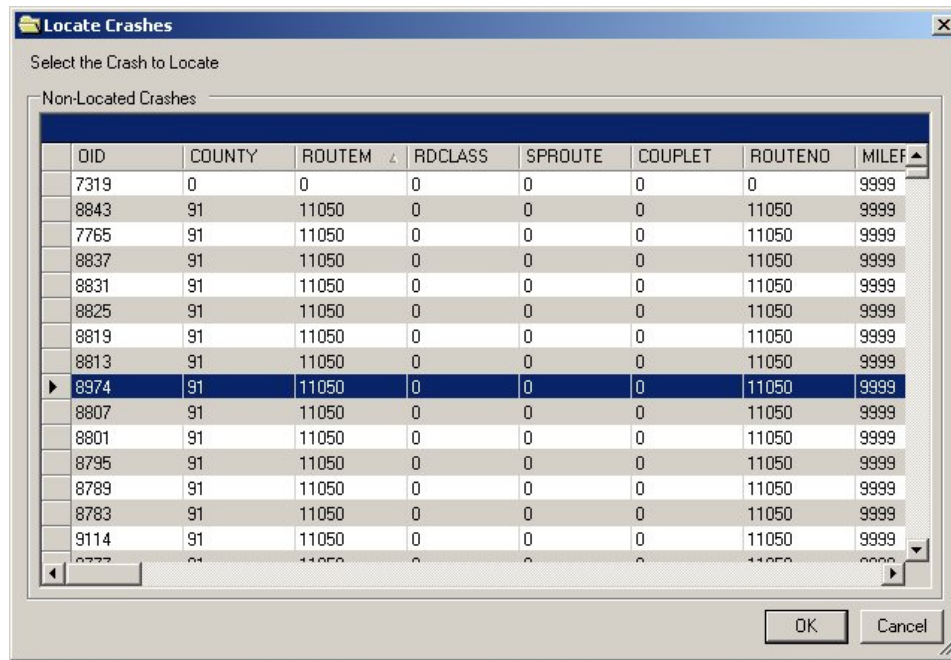 Locate Crashes
Select the Crash to Locate
Non-Located Crashes
OID COUNTY ROUTEM RDCLASS SPROUTE COUPLET ROUTENO
7319 0 0 0 0 0 0 9999
8843 91 11050 0 0 0 11050 9999
7765 91 11050 0 0 0 11050 9999
8837 91 11050 0 0 0 11050 9999
8831 91 11050 0 0 0 11050 9999
8825 91 11050 0 0 0 11050 9999
8819 91 11050 0 0 0 11050 9999
8813 91 11050 0 0 0 11050 9999
8974 91 11050 0 0 0 11050 9999
8807 91 11050 0 0 0 11050 9999
8801 91 11050 0 0 0 11050 9999
8795 91 11050 0 0 0 11050 9999
8789 91 11050 0 0 0 11050 9999
8783 91 11050 0 0 0 11050 9999
9114 91 11050 0 0 0 11050 9999
OK Cancel